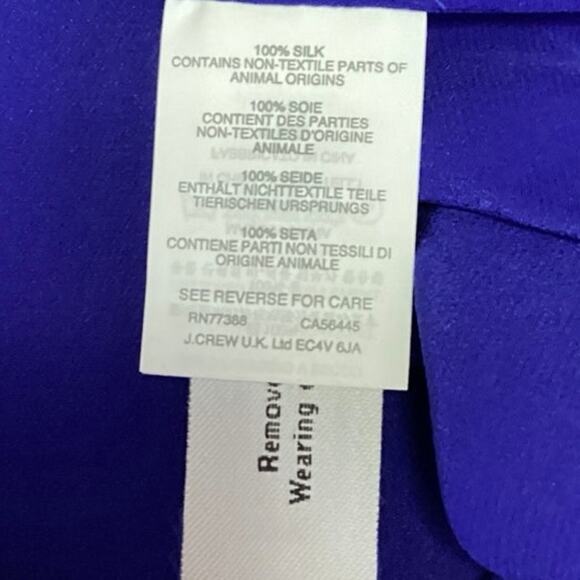 100% SILK
CONTAINS NON-TEXTILE PARTS OF
ANIMAL ORIGINS
100% SOIE
CONTIENT DES PARTIES
NON-TEXTILES D'ORIGINE
ANIMALE
100% SEIDE
ENTHÄLT NICHTTEXTILE TEILE
TIERISCHEN URSPRUNGS
100% SETA
CONTIENE PARTI NON TESSILI DI
ORIGINE ANIMALE
SEE REVERSE FOR CARE
RN77388 CA56445
J.CREW U.K. Ltd EC4V 6JA
Wearing